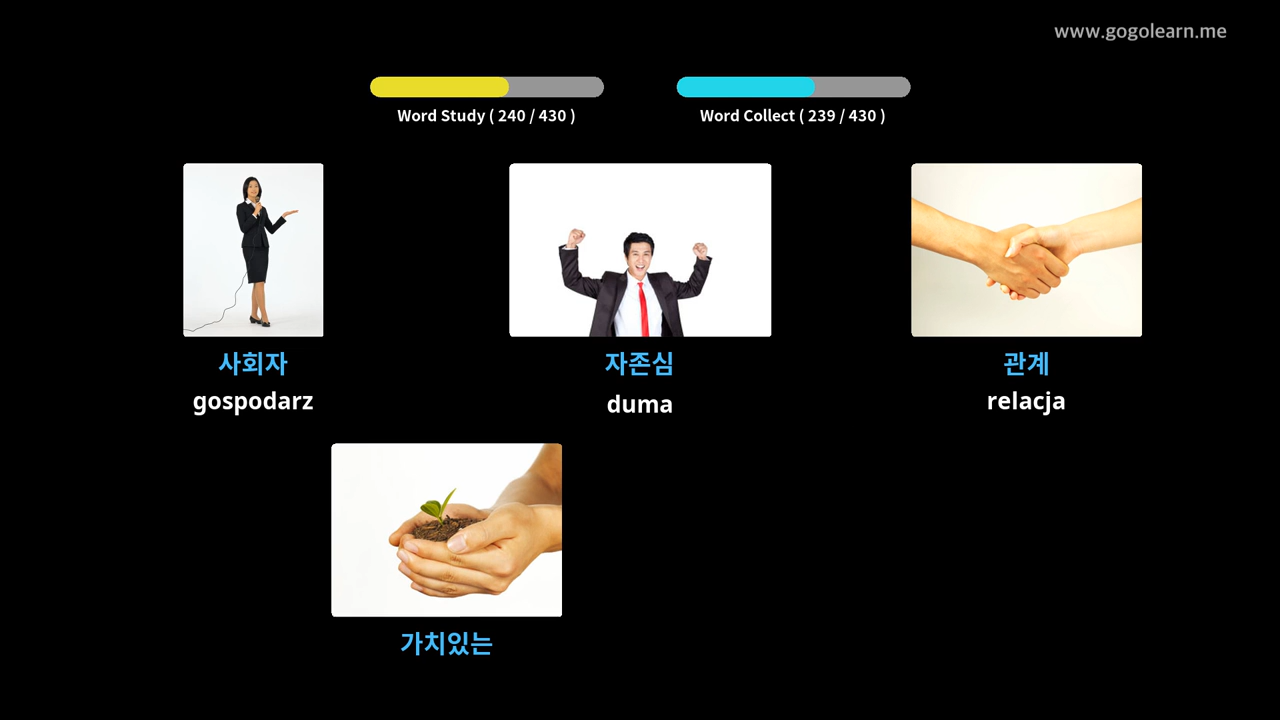 www.gogolearn.me
Word Study ( 240 / 430 )
Word Collect ( 239 / 430 )
사회자
gospodarz
자존심
duma
관계
relacja
가치있는